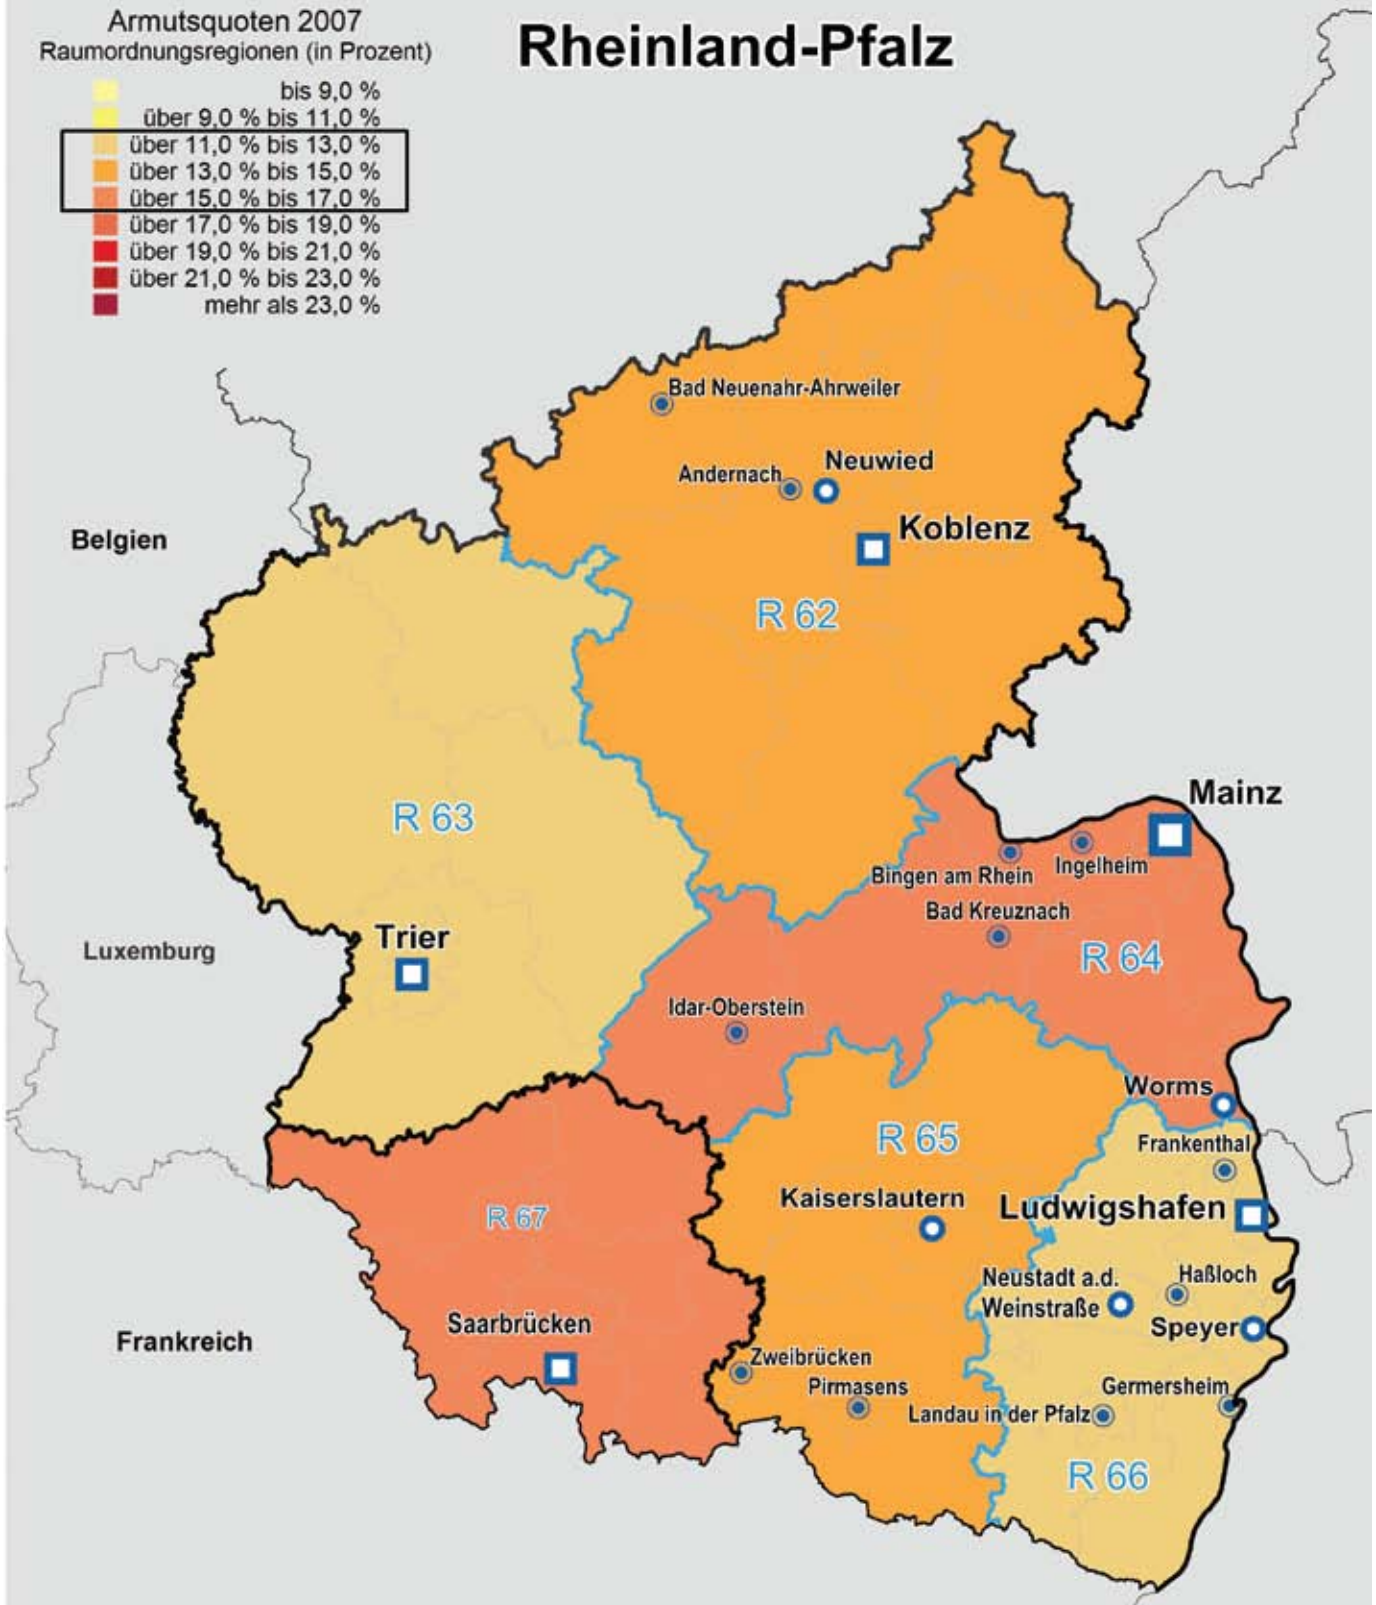 Armutsquoten 2007
Raumordnungsregionen (in Prozent)
Rheinland-Pfalz
bis 9,0 %
über 9,0 % bis 11,0 %
über 11,0 % bis 13,0 %
über 13,0 % bis 15,0 %
über 15,0 % bis 17,0 %
über 17,0 % bis 19,0 %
über 19,0 % bis 21,0 %
über 21,0 % bis 23,0 %
mehr als 23,0 %
Bad Neuenahr-Ahrweiler
Neuwied
Andernach
Koblenz
Belgien
R 62
Mainz
R 63
Ingelheim
Bingen am Rhein
Bad Kreuznach
Trier
Luxemburg
R 64
Idar-Oberstein
Worms
R 65
Frankenthal
Kaiserslautern
Ludwigshafen
R 67
Haßloch
Neustadt a.d.
Weinstraße
Saarbrücken
Speyer
Frankreich
Zweibrücken
Pirmasens
Germersheim
Landau in der Pfalz
R 66